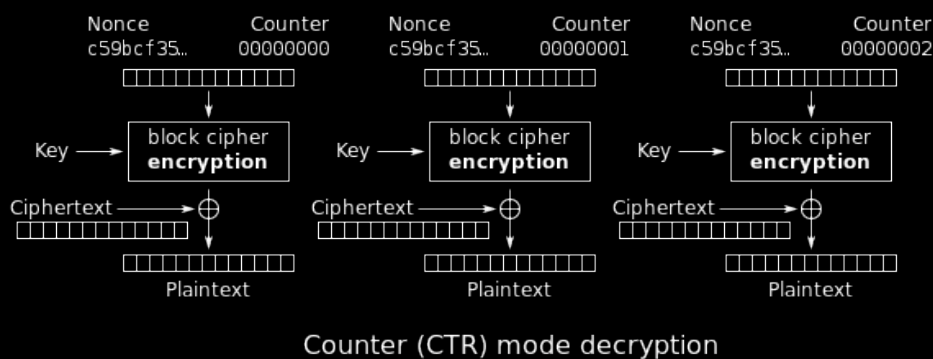 Nonce Counter Nonce Counter Nonce Counter
c59bcf35… 00000000 c59bcf35… 00000001 c59bcf35… 00000002
block cipher block cipher block cipher
Key encryption Key encryption Key encryption
Ciphertext Ciphertext Ciphertext
Plaintext Plaintext Plaintext
Counter (CTR) mode decryption